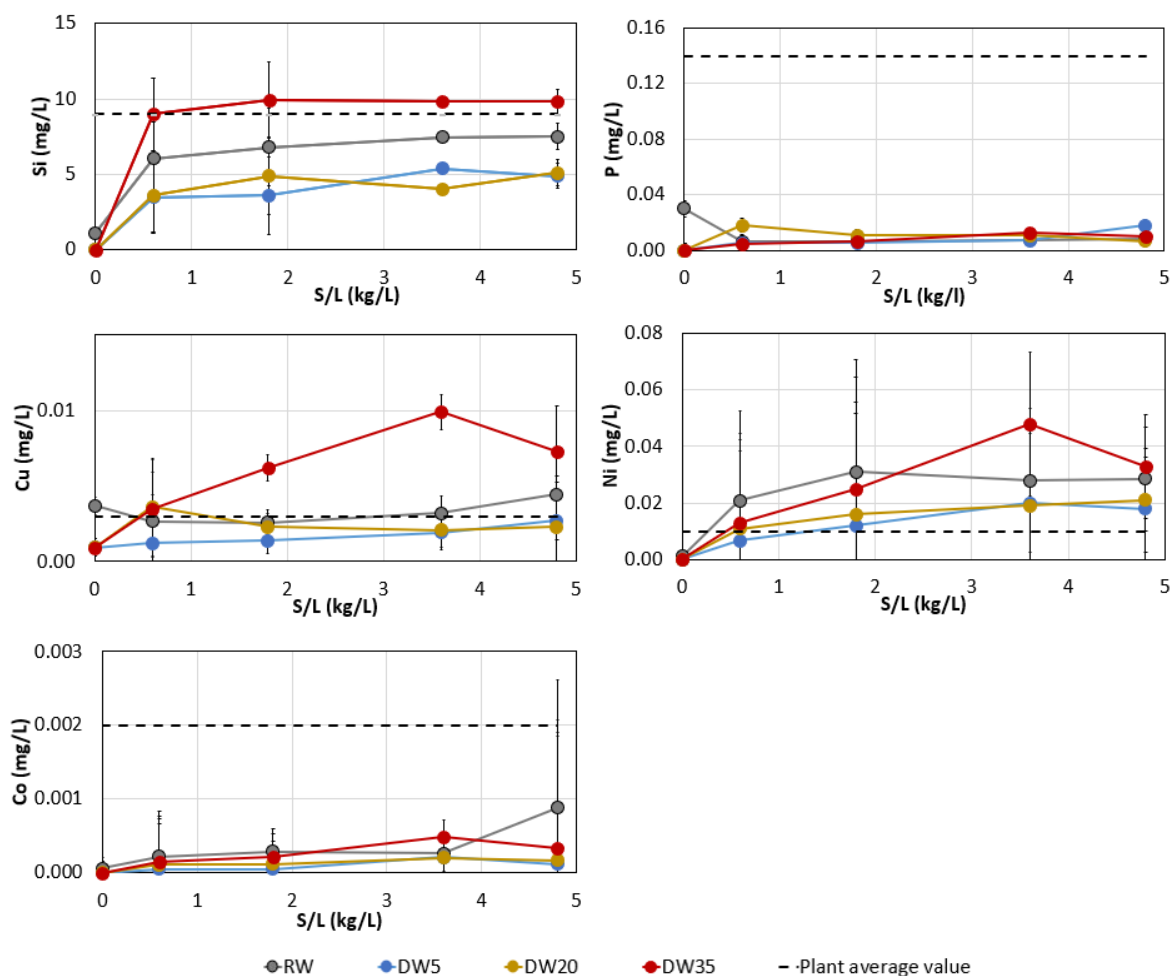 15
10
5
0
Si (mg/L)
0 1 2 3 4 5
S/L (kg/L)
0.16
0.12
0.08
0.04
0.00
P (mg/L)
0 1 2 3 4 5
S/L (kg/l)
0.01
0.00
Cu (mg/L)
0 1 2 3 4 5
S/L (kg/L)
0.08
0.06
0.04
0.02
0.00
Ni (mg/L)
0 1 2 3 4 5
S/L (kg/L)
0.003
0.002
0.001
0.000
Co (mg/L)
0 1 2 3 4 5
S/L (kg/L)
RW DW5 DW20 DW35 Plant average value